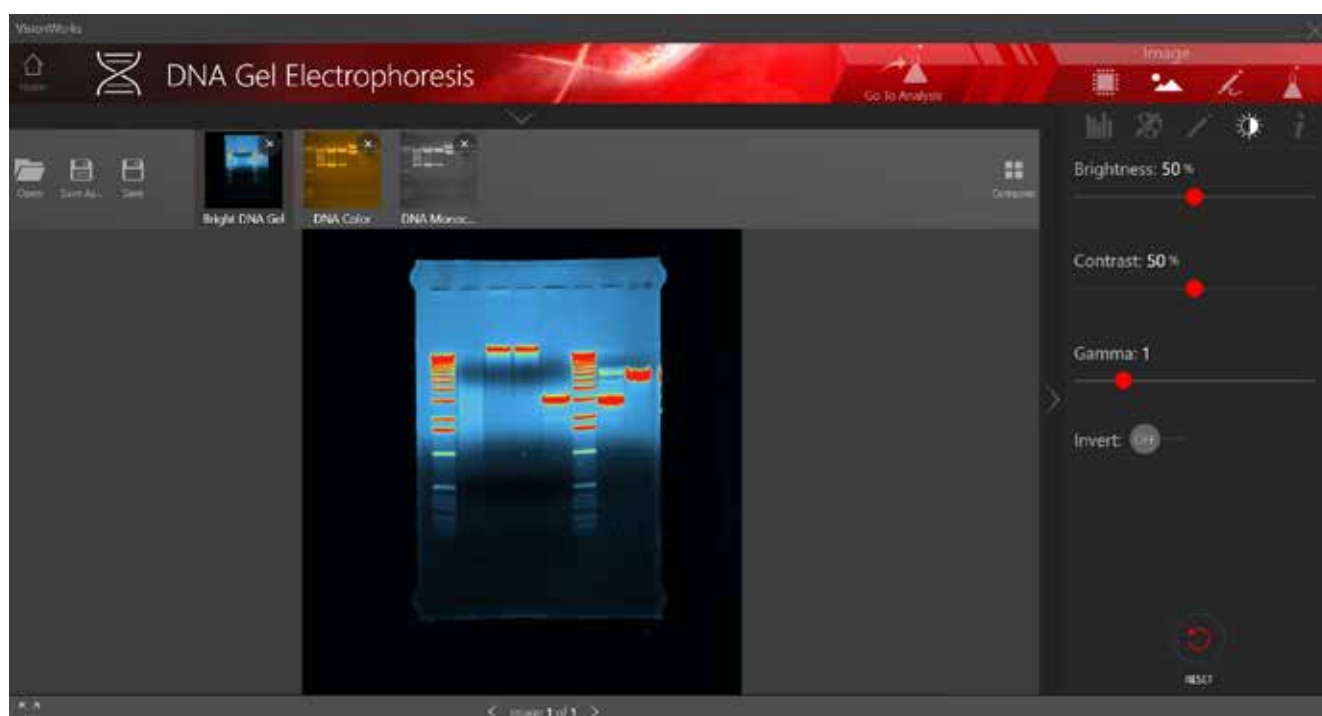 VisionWorks
Home
DNA Gel Electrophoresis
Go To Analysis
Image
Open
Save As...
Save
Bright DNA Gel
DNA Color
DNA Monoc...
Compare
Brightness: 50 %
Contrast: 50 %
Gamma: 1
Invert: OFF
RESET
< Image 1 of 1 >